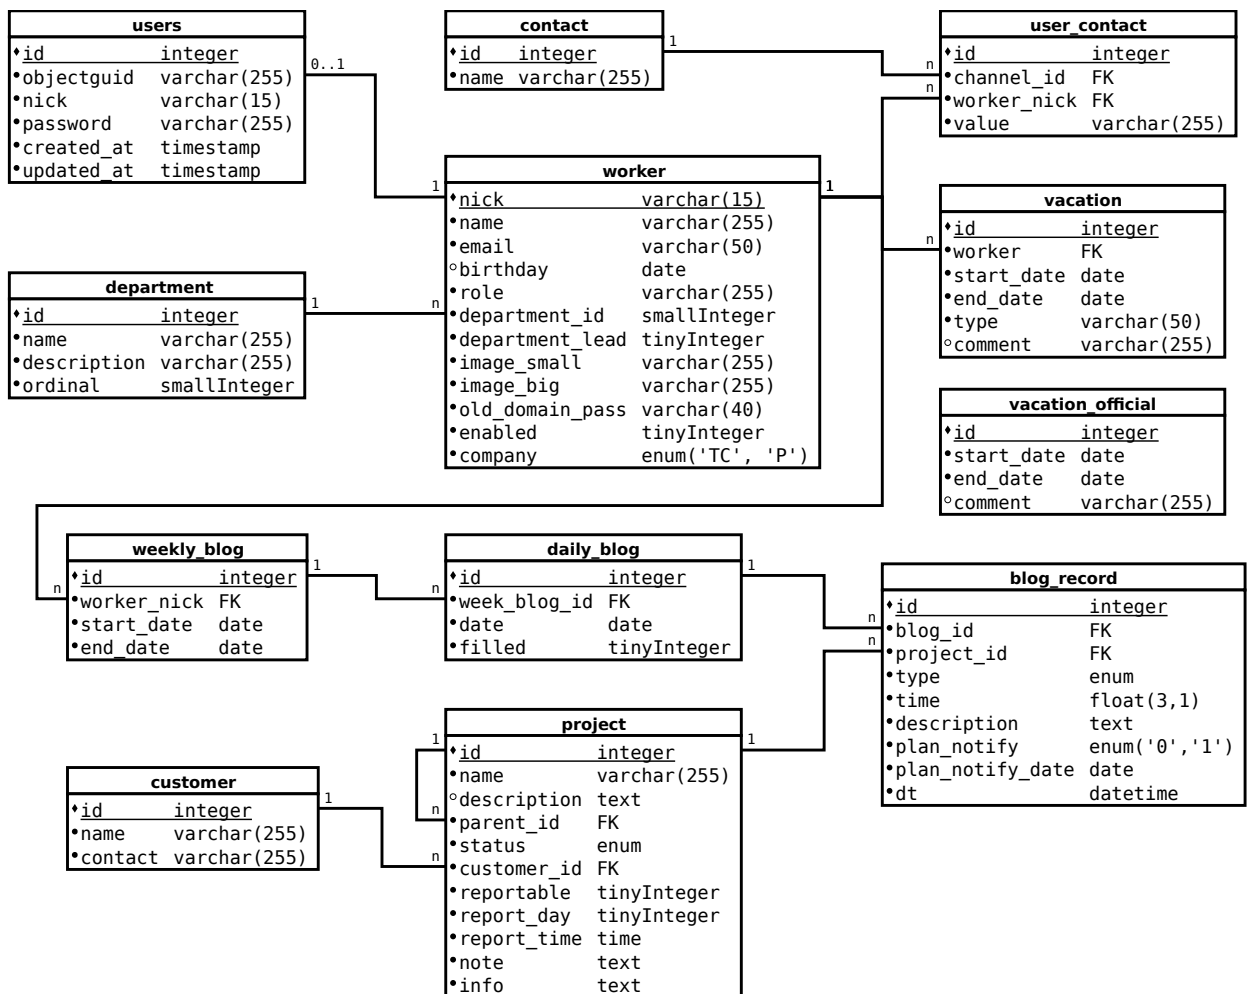 users
id integer
objectguid varchar(255)
nick varchar(15)
password varchar(255)
created_at timestamp
updated_at timestamp
0..1
1
contact
id integer
name varchar(255)
1
n
user_contact
id integer
channel_id FK
worker_nick FK
value varchar(255)
n
worker
nick varchar(15)
name varchar(255)
email varchar(50)
birthday date
role varchar(255)
department_id smallInteger
department_lead tinyInteger
image_small varchar(255)
image_big varchar(255)
old_domain_pass varchar(40)
enabled tinyInteger
company enum('TC', 'P')
1
n
vacation
id integer
worker FK
start_date date
end_date date
type varchar(50)
comment varchar(255)
department
id integer
name varchar(255)
description varchar(255)
ordinal smallInteger
1
n
vacation_official
id integer
start_date date
end_date date
comment varchar(255)
weekly_blog
id integer
worker_nick FK
start_date date
end_date date
n
1
n
daily_blog
id integer
week_blog_id FK
date date
filled tinyInteger
1
n
n
blog_record
id integer
blog_id FK
project_id FK
type enum
time float(3,1)
description text
plan_notify enum('0','1')
plan_notify_date date
dt datetime
customer
id integer
name varchar(255)
contact varchar(255)
1
n
project
id integer
name varchar(255)
description text
parent_id FK
status enum
customer_id FK
reportable tinyInteger
report_day tinyInteger
report_time time
note text
info text
1
n
1